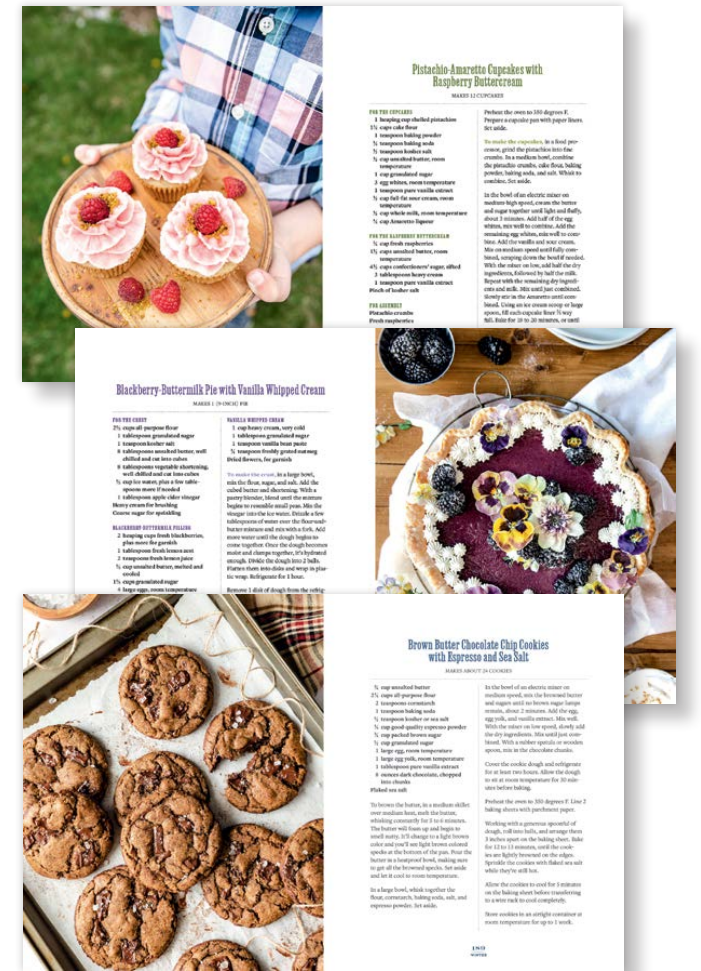 Pistachio-Amaretto Cupcakes with
Raspberry Buttercream
MAKES 12 CUPCAKES
FOR THE CUPCAKES
1 heaping cup shelled pistachios
1½ cups cake flour
1 teaspoon baking powder
teaspoon baking soda
teaspoon kosher salt
cup unsalted butter, room
temperature
1 cup granulated sugar
3 egg whites, room temperature
1 teaspoon pure vanilla extract
cup full-fat sour cream, room
temperature
cup whole milk, room temperature
cup Amaretto liqueur
FOR THE RASPBERRY BUTTERCREAM
cup fresh raspberries
cups unsalted butter, room
temperature
cups confectioners' sugar, sifted
2 tablespoons heavy cream
1 teaspoon pure vanilla extract
Pinch of kosher salt
FOR ASSEMBLY
Pistachio crumbs
Fresh raspberries
Preheat the oven to 350 degrees F.
Prepare a cupcake pan with paper liners.
Set aside.
To make the cupcakes, in a food pro-
cessor, grind the pistachios into fine
crumbs. In a medium bowl, combine
the pistachio crumbs, cake flour, baking
powder, baking soda, and salt. Whisk to
combine. Set aside.
In the bowl of an electric mixer on
medium-high speed, cream the butter
and sugar together until light and fluffy,
about 3 minutes. Add half of the egg
whites, mix well to combine. Add the
remaining egg whites, mix well to com-
bine. Add the vanilla and sour cream.
Mix on medium speed until fully com-
bined, scraping down the bowl if needed.
With the mixer on low, add half the dry
ingredients, followed by half the milk.
Repeat with the remaining dry ingredi-
ents and milk. Mix until just combined.
Slowly stir in the Amaretto until com-
bined. Using an ice cream scoop or large
spoon, fill each cupcake liner ¾ way
full. Bake for 18 to 20 minutes, or until
Blackberry-Buttermilk Pie with Vanilla Whipped Cream
MAKES 1 (9-INCH) PIE
FOR THE CRUST
2½ cups all-purpose flour
1 tablespoon granulated sugar
1 teaspoon kosher salt
8 tablespoons unsalted butter, well
chilled and cut into cubes
8 tablespoons vegetable shortening,
well chilled and cut into cubes
½ cup ice water, plus a few table-
spoons more if needed
1 tablespoon apple cider vinegar
Heavy cream for brushing
Coarse sugar for sprinkling
BLACKBERRY-BUTTERMILK FILLING
2 heaping cups fresh blackberries,
plus more for garnish
1 tablespoon fresh lemon zest
2 teaspoons fresh lemon juice
cup unsalted butter, melted and
cooled
cups granulated sugar
4 large eggs, room temperature
VANILLA WHIPPED CREAM
1 cup heavy cream, very cold
tablespoons granulated sugar
teaspoon vanilla bean paste
teaspoon freshly grated nutmeg
Dried flowers, for garnish
To make the crust, in a large bowl,
mix the flour, sugar, and salt. Add the
cubed butter and shortening. With a
pastry blender, blend until the mixture
begins to resemble small peas. Mix the
vinegar into the ice water. Drizzle a few
tablespoons of water over the flour-and-
butter mixture and mix with a fork. Add
more water until the dough begins to
come together. Once the dough becomes
moist and clumps together, it's hydrated
enough. Divide the dough into 2 balls.
Flatten them into disks and wrap in plas-
tic wrap. Refrigerate for 1 hour.
Remove 1 disk of dough from the refrig-
Brown Butter Chocolate Chip Cookies
with Espresso and Sea Salt
MAKES ABOUT 24 COOKIES
¾ cup unsalted butter
2¼ cups all-purpose flour
2 teaspoons cornstarch
1 teaspoon baking soda
½ teaspoon kosher or sea salt
cup good-quality espresso powder
cup packed brown sugar
cup granulated sugar
1 large egg, room temperature
1 large egg yolk, room temperature
1 tablespoon pure vanilla extract
8 ounces dark chocolate, chopped
into chunks
Flaked sea salt
To brown the butter, in a medium skillet
over medium heat, melt the butter,
whisking constantly for 5 to 6 minutes.
The butter will foam up and begin to
smell nutty. It'll change to a light brown
color and you'll see light brown colored
specks at the bottom of the pan. Pour the
butter in a heatproof bowl, making sure
to get all the browned specks. Set aside
and let it cool to room temperature.
In a large bowl, whisk together the
flour, cornstarch, baking soda, salt, and
espresso powder. Set aside.
In the bowl of an electric mixer on
medium speed, mix the browned butter
and sugars until no brown sugar lumps
remain, about 2 minutes. Add the egg,
egg yolk, and vanilla extract. Mix well.
With the mixer on low speed, slowly add
the dry ingredients. Mix until just com-
bined. With a rubber spatula or wooden
spoon, mix in the chocolate chunks.
Cover the cookie dough and refrigerate
for at least two hours. Allow the dough
to sit at room temperature for 30 min-
utes before baking.
Preheat the oven to 350 degrees F. Line 2
baking sheets with parchment paper.
Working with a generous spoonful of
dough, roll into balls, and arrange them
3 inches apart on the baking sheet. Bake
for 12 to 13 minutes, until the cook-
ies are lightly browned on the edges.
Sprinkle the cookies with flaked sea salt
while they're still hot.
Allow the cookies to cool for 5 minutes
on the baking sheet before transferring
to a wire rack to cool completely.
Store cookies in an airtight container at
room temperature for up to 1 week.
189
WINTER